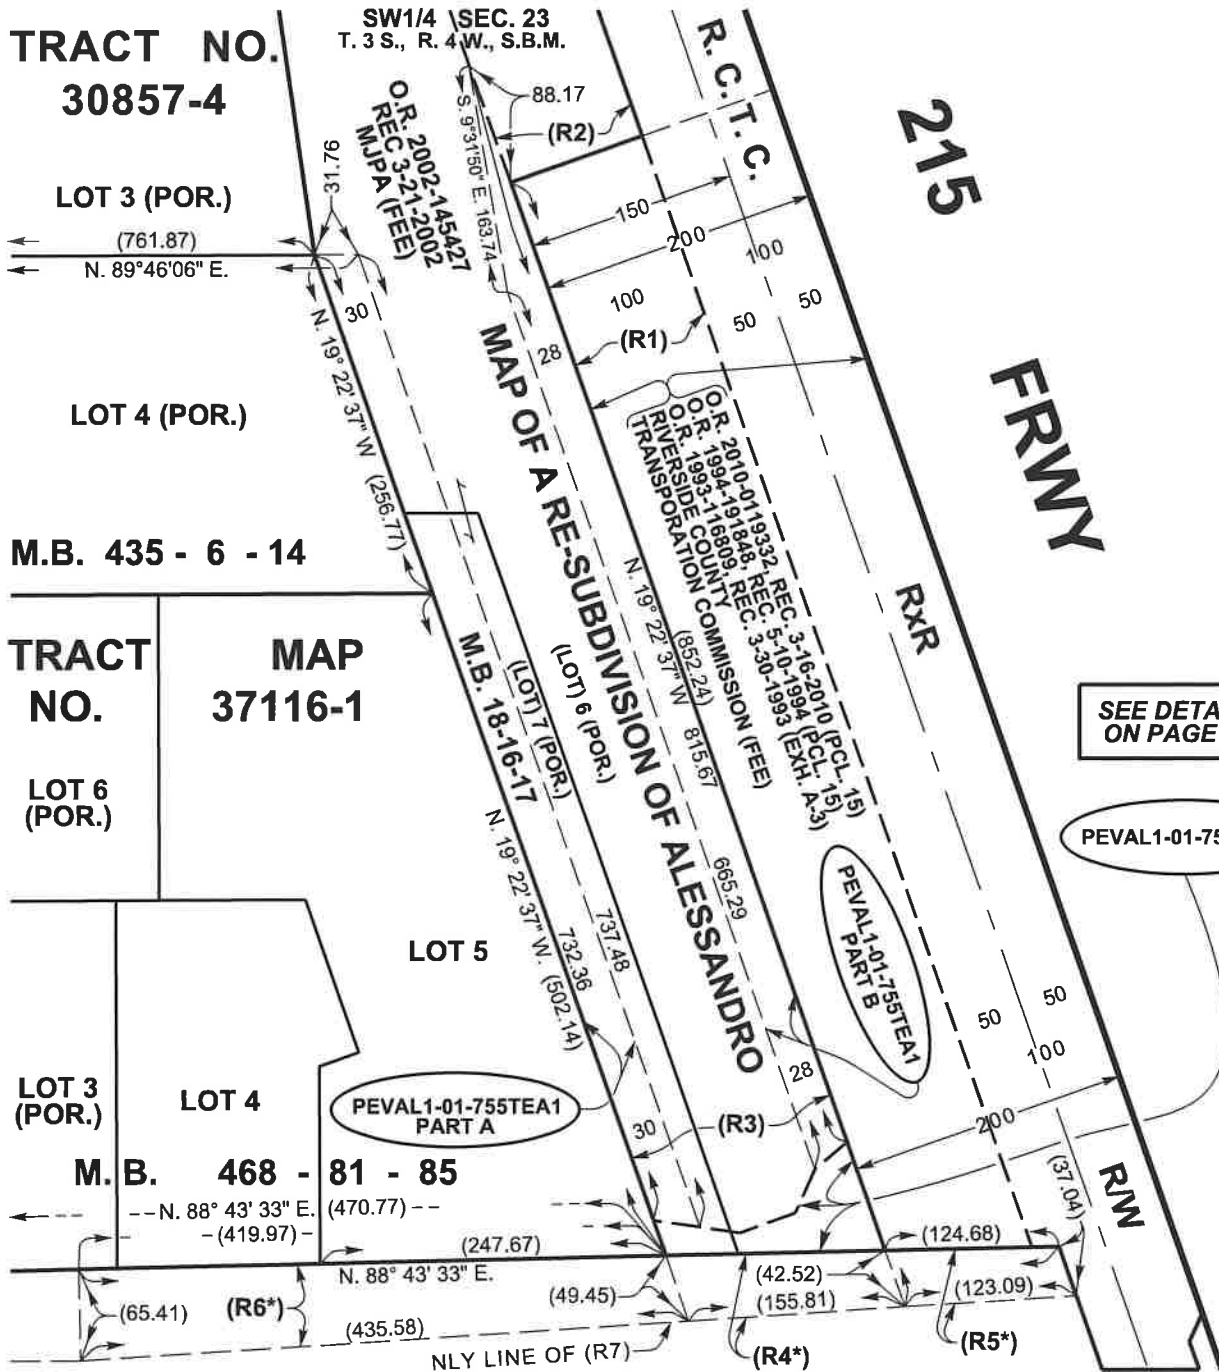 SW1/4 SEC. 23
T. 3 S., R. 4 W., S.B.M.
TRACT NO.
30857-4
LOT 3 (POR.)
(761.87)
N. 89°46'06" E.
31.76
30
O.R. 2002-145427
REC 3-21-2002
MJPA (FEE)
S. 9°31'50" E. 163.74
88.17
(R2)
R. C. T. C.
215
FRWY
150
200
100
100
50
50
(R1)
28
N. 19° 22' 37" W (256.77)
LOT 4 (POR.)
M.B. 435 - 6 - 14
MAP OF A RE-SUBDIVISION OF ALESSANDRO
O.R. 2010-0119332, REC. 3-16-2010 (PCL. 15)
O.R. 1994-191848, REC. 5-10-1994 (PCL. 15)
O.R. 1993-116809, REC. 3-30-1993 (EXH. A-3)
RIVERSIDE COUNTY
TRANSPORATION COMMISSION (FEE)
RxR
TRACT MAP
NO. 37116-1
LOT 6
(POR.)
M.B. 18-16-17
(LOT) 7 (POR.)
(LOT) 6 (POR.)
(852.24)
N. 19° 22' 37" W 815.67
SEE DETA
ON PAGE
PEVAL1-01-75
N. 19° 22' 37" W. (502.14)
732.36
737.48
665.29
LOT 5
PEVAL1-01-755TEA1
PART B
50
50
100
LOT 3
(POR.)
LOT 4
PEVAL1-01-755TEA1
PART A
30
(R3)
28
200
(37.04)
R/W
M. B. 468 - 81 - 85
N. 88° 43' 33" E. (470.77)
(419.97)
(247.67)
N. 88° 43' 33" E.
(124.68)
(65.41)
(R6*)
(49.45)
(42.52)
(155.81)
(123.09)
(435.58)
NLY LINE OF (R7)
(R4*)
(R5*)